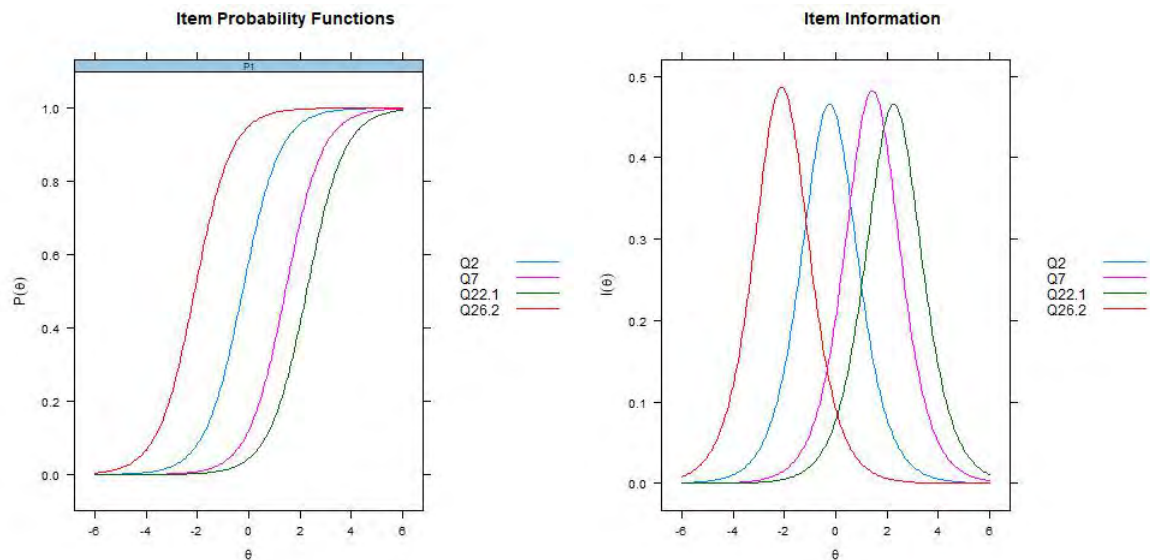 Item Probability Functions
P1
1.0
0.8
0.6
0.4
0.2
0.0
P(θ)
-6 -4 -2 0 2 4 6
θ
Q2
Q7
Q22.1
Q26.2
Item Information
0.5
0.4
0.3
0.2
0.1
0.0
I(θ)
-6 -4 -2 0 2 4 6
θ
Q2
Q7
Q22.1
Q26.2